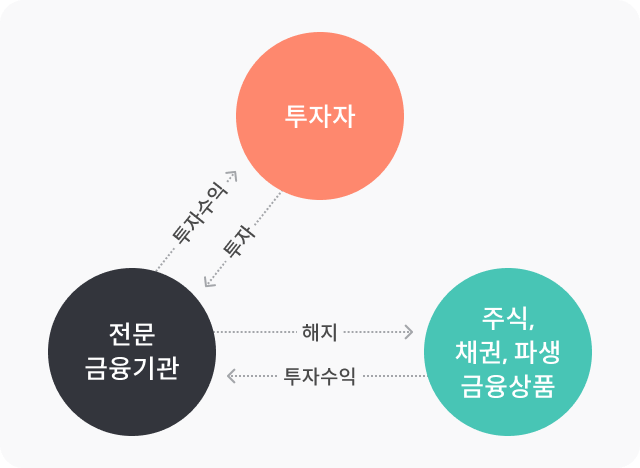 투자자
투자수익
투자
전문
금융기관
해지
투자수익
주식,
채권, 파생
금융상품